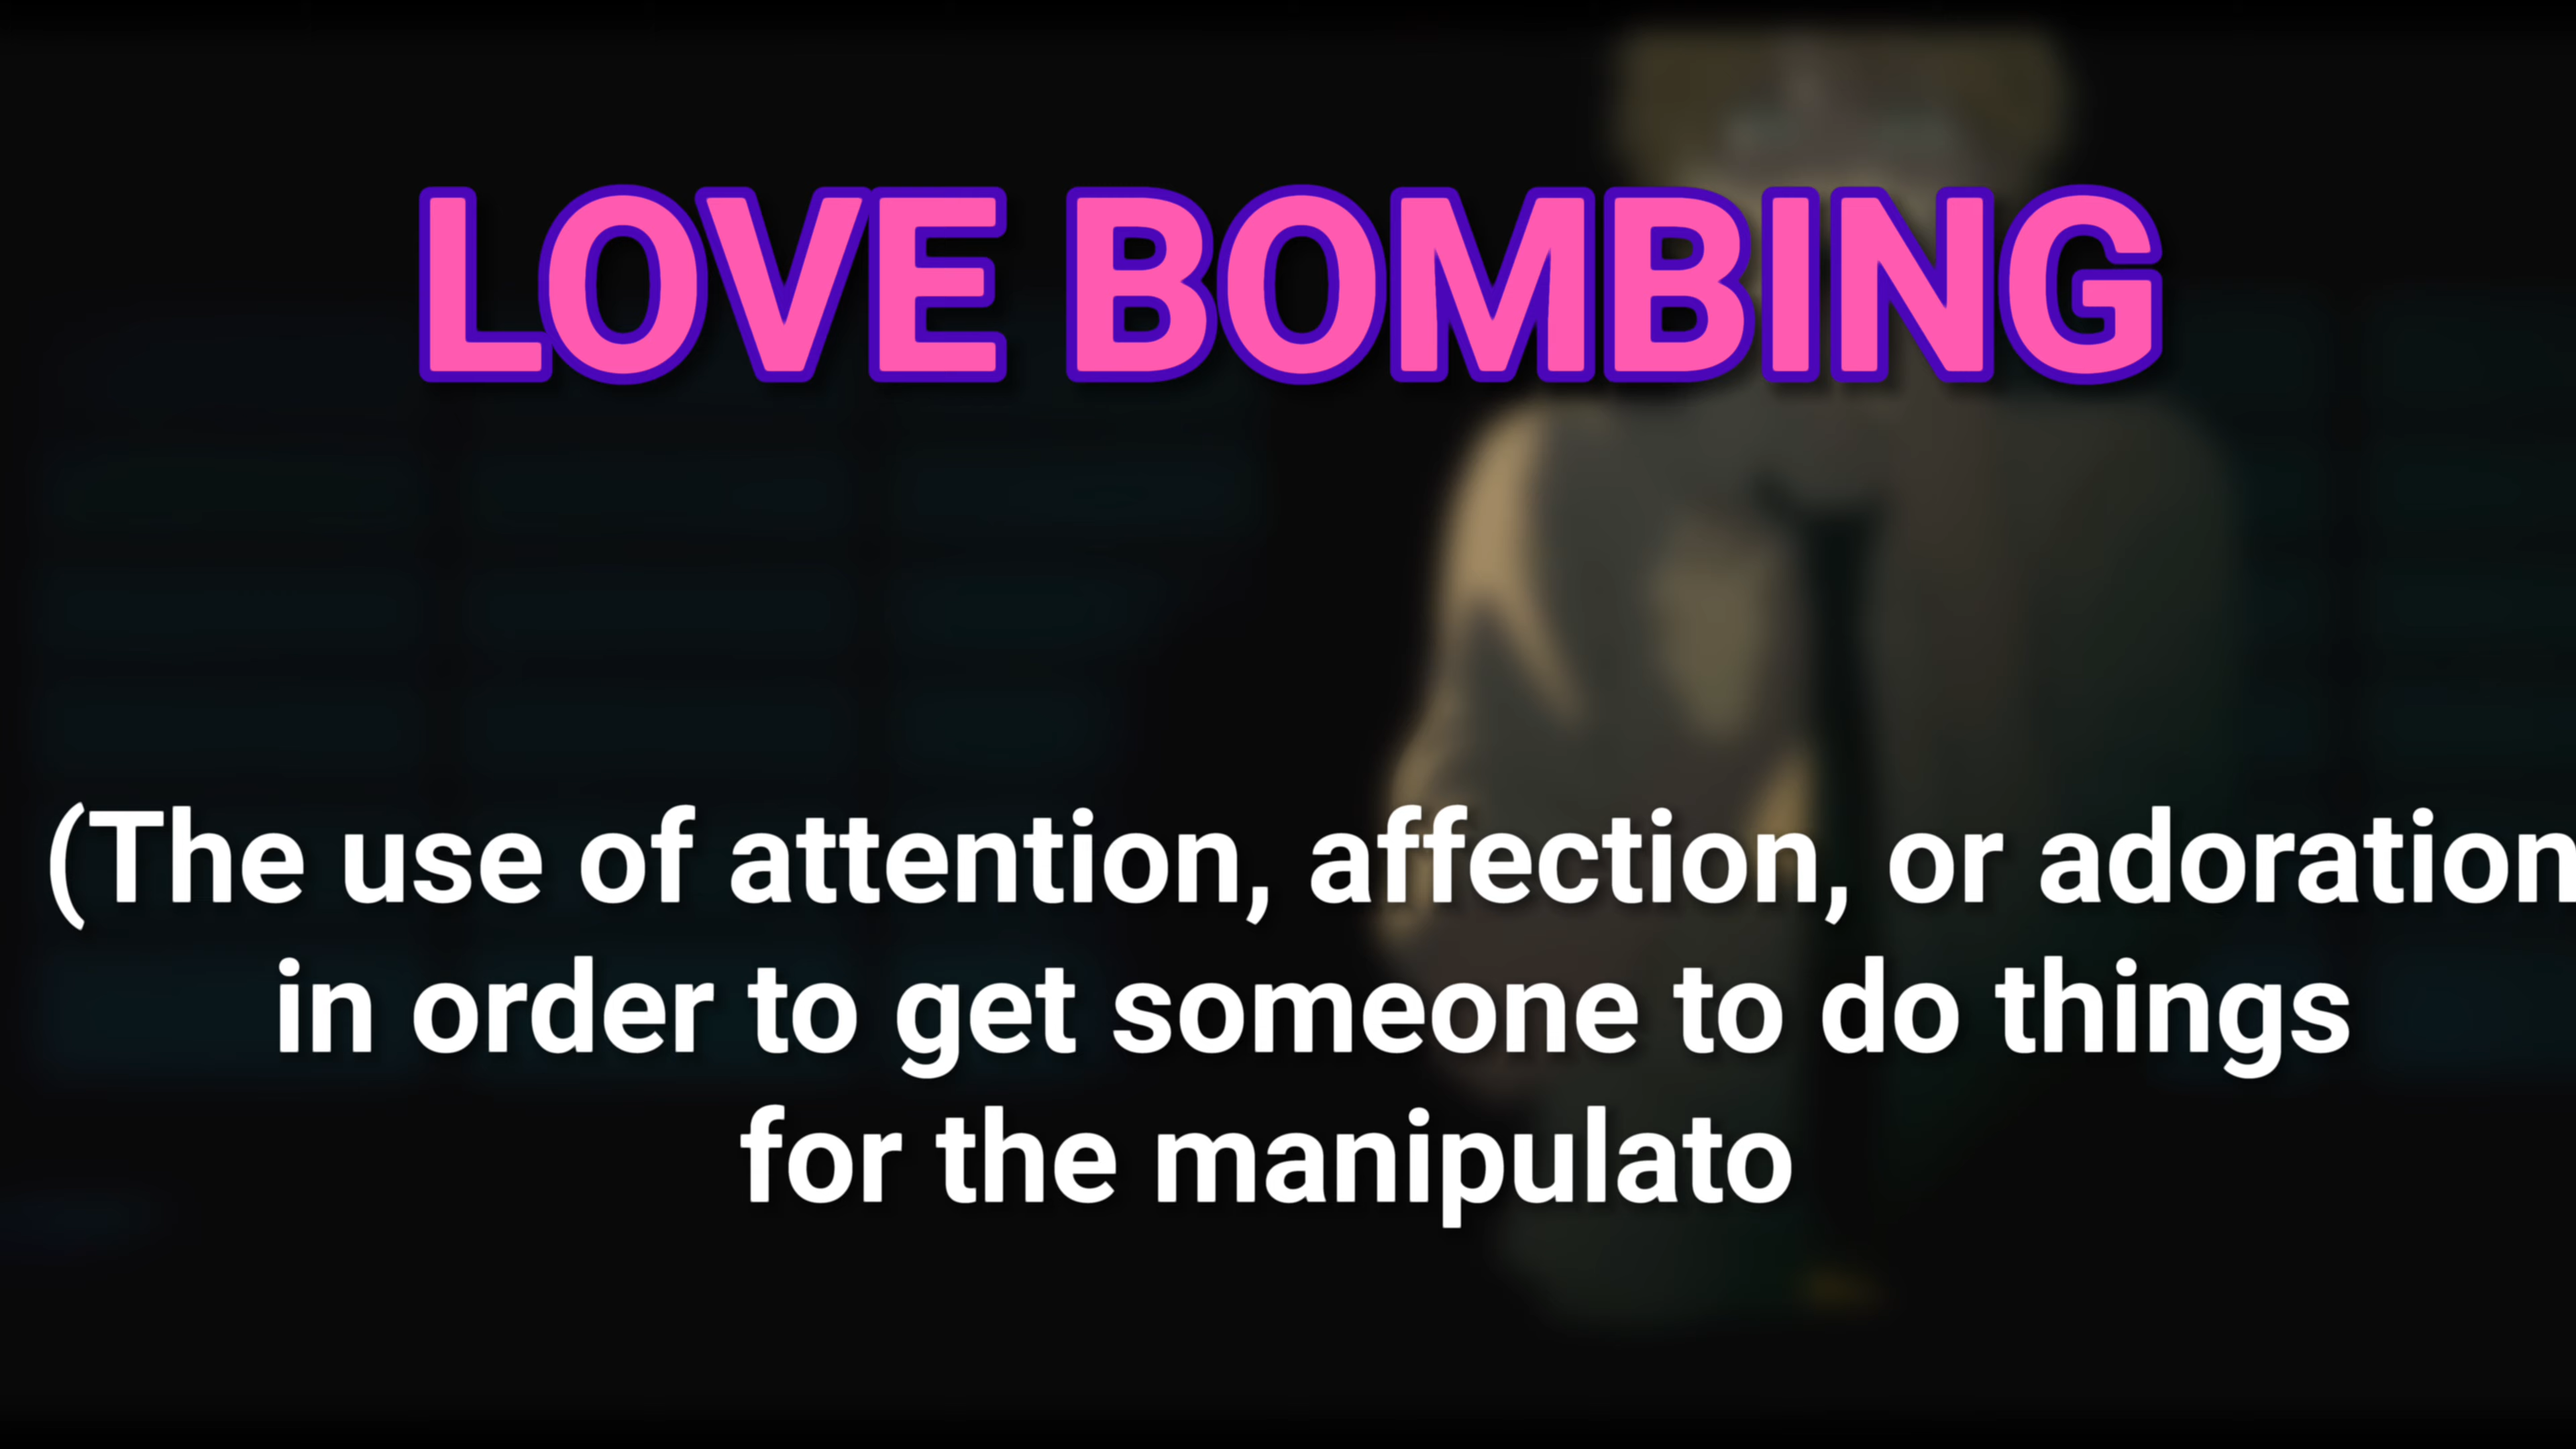 LOVE BOMBING
(The use of attention, affection, or adoration
in order to get someone to do things
for the manipulato